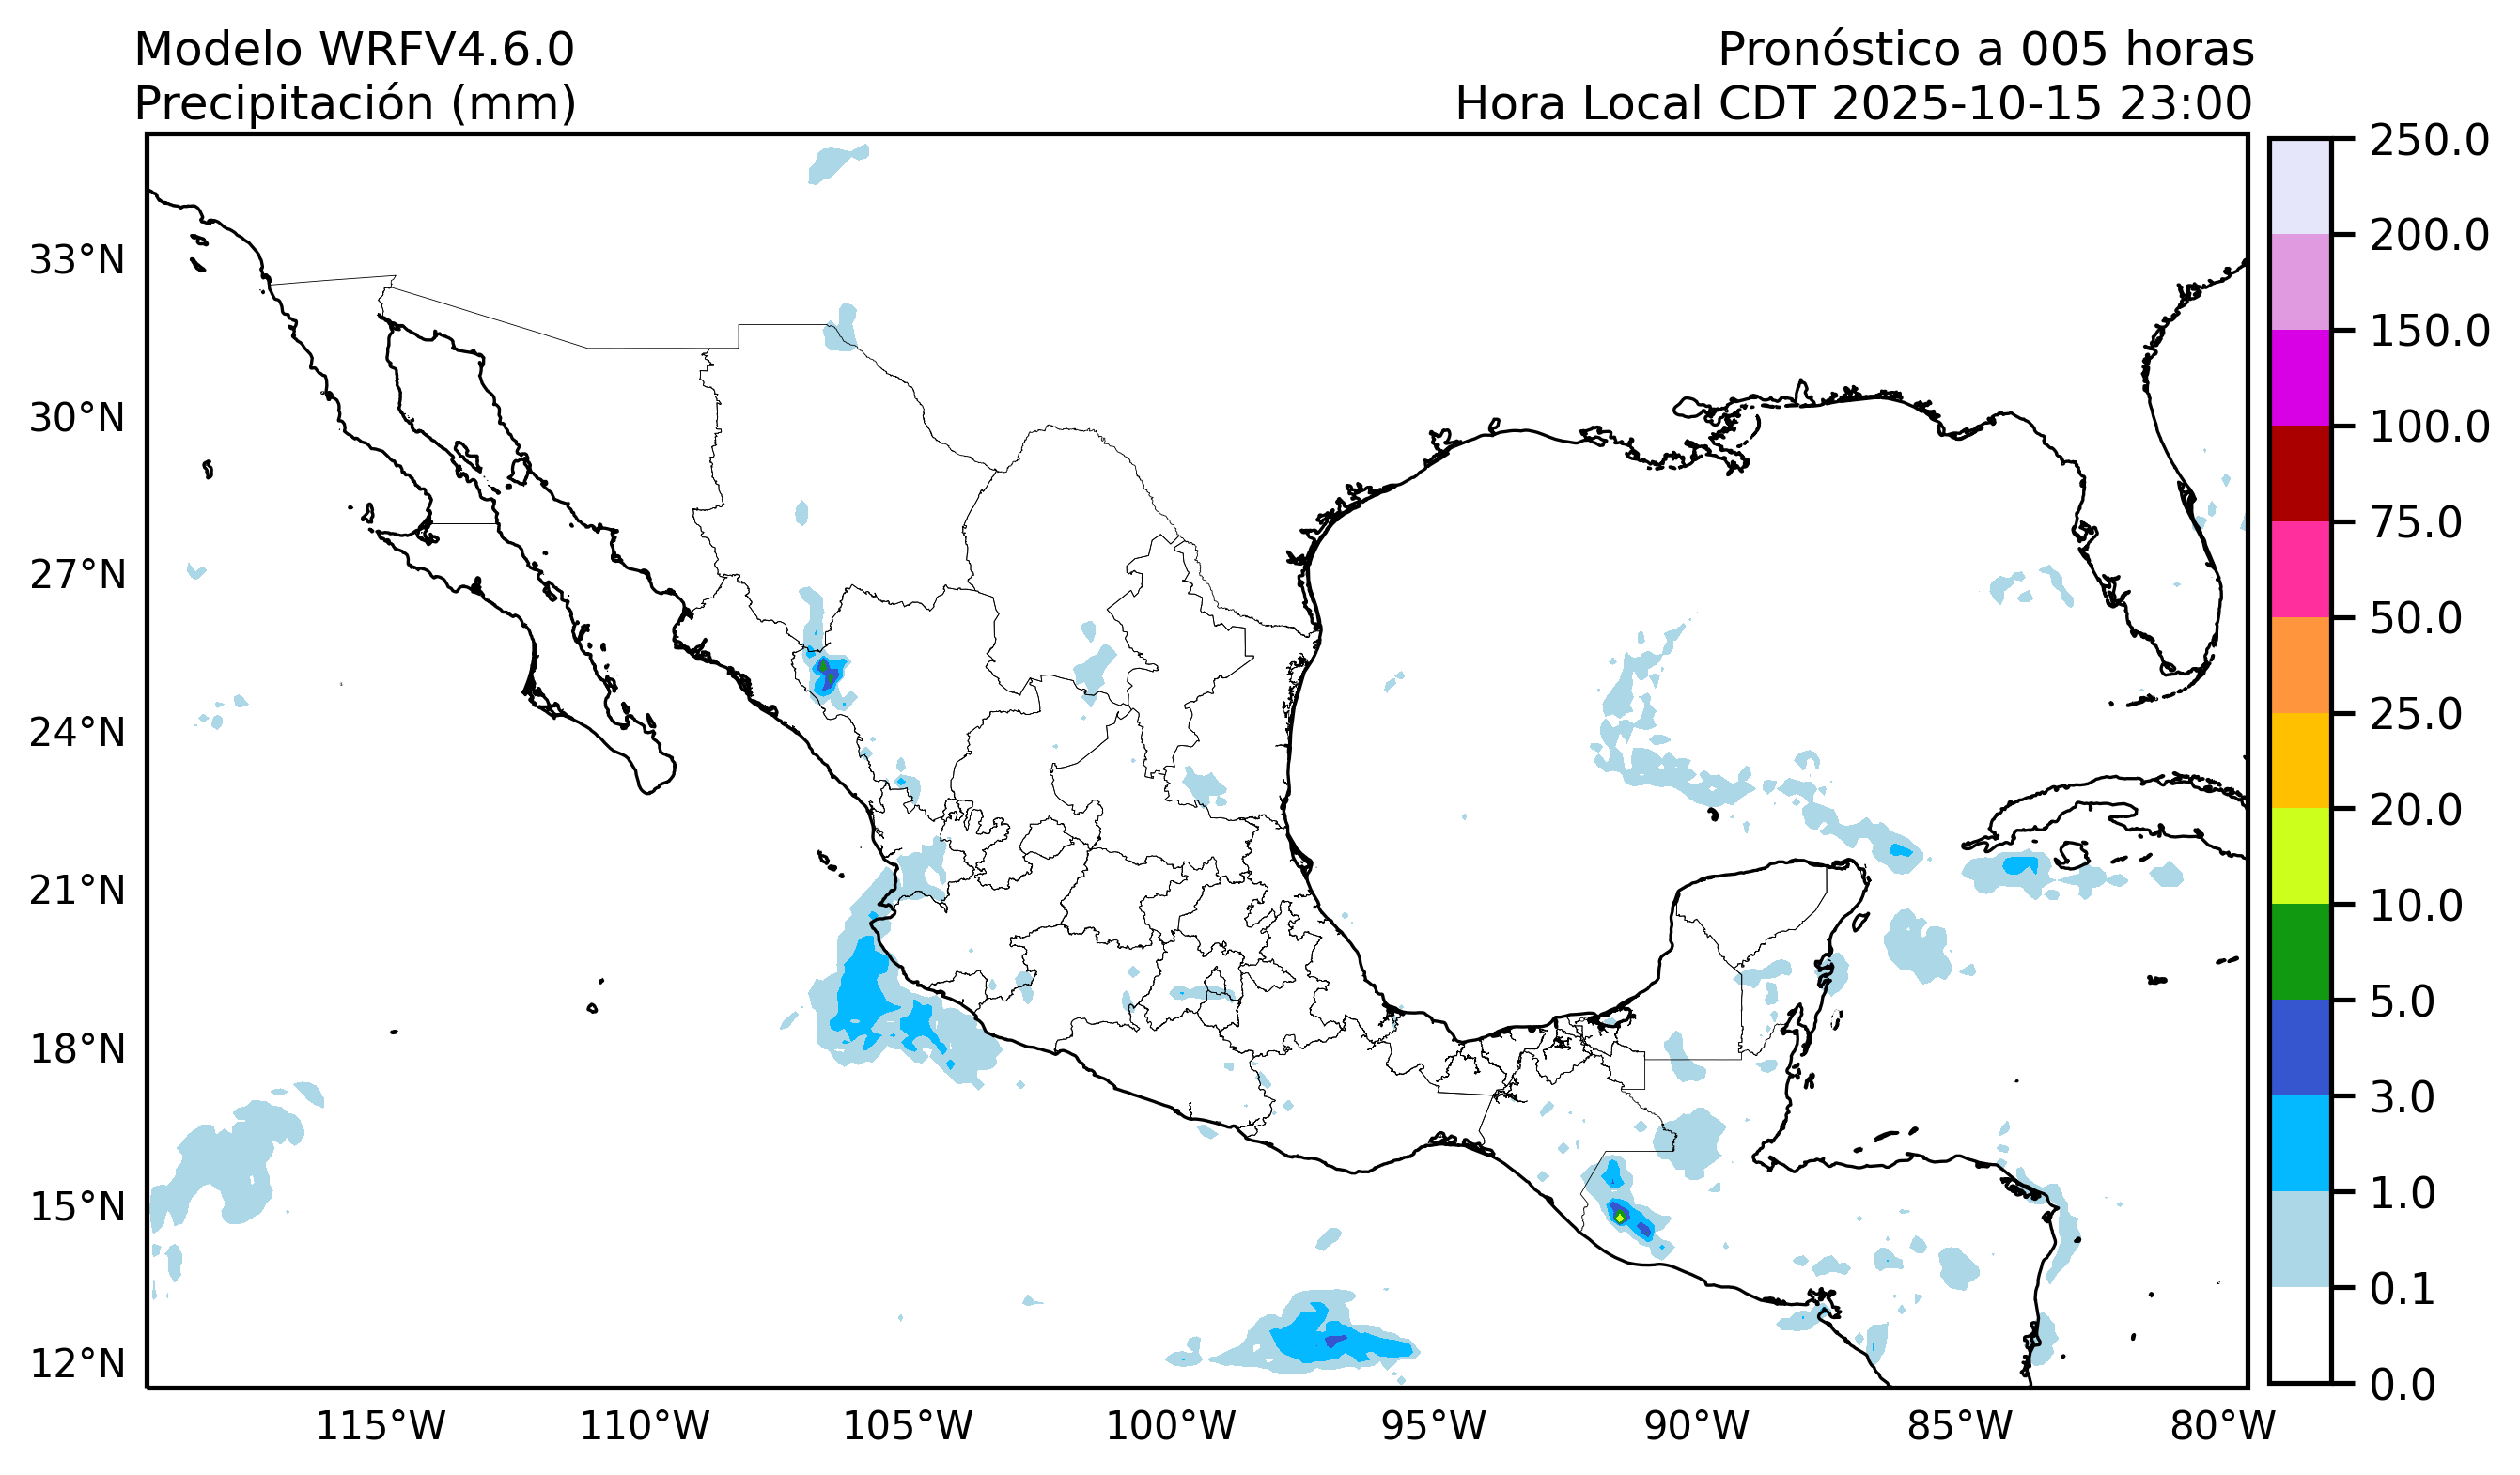 Modelo WRFV4.6.0
Precipitación (mm)
Pronóstico a 005 horas
Hora Local CDT 2025-10-15 23:00
33°N
30°N
27°N
24°N
21°N
18°N
15°N
12°N
115°W
110°W
105°W
100°W
95°W
90°W
85°W
80°W
250.0
200.0
150.0
100.0
75.0
50.0
25.0
20.0
10.0
5.0
3.0
1.0
0.1
0.0